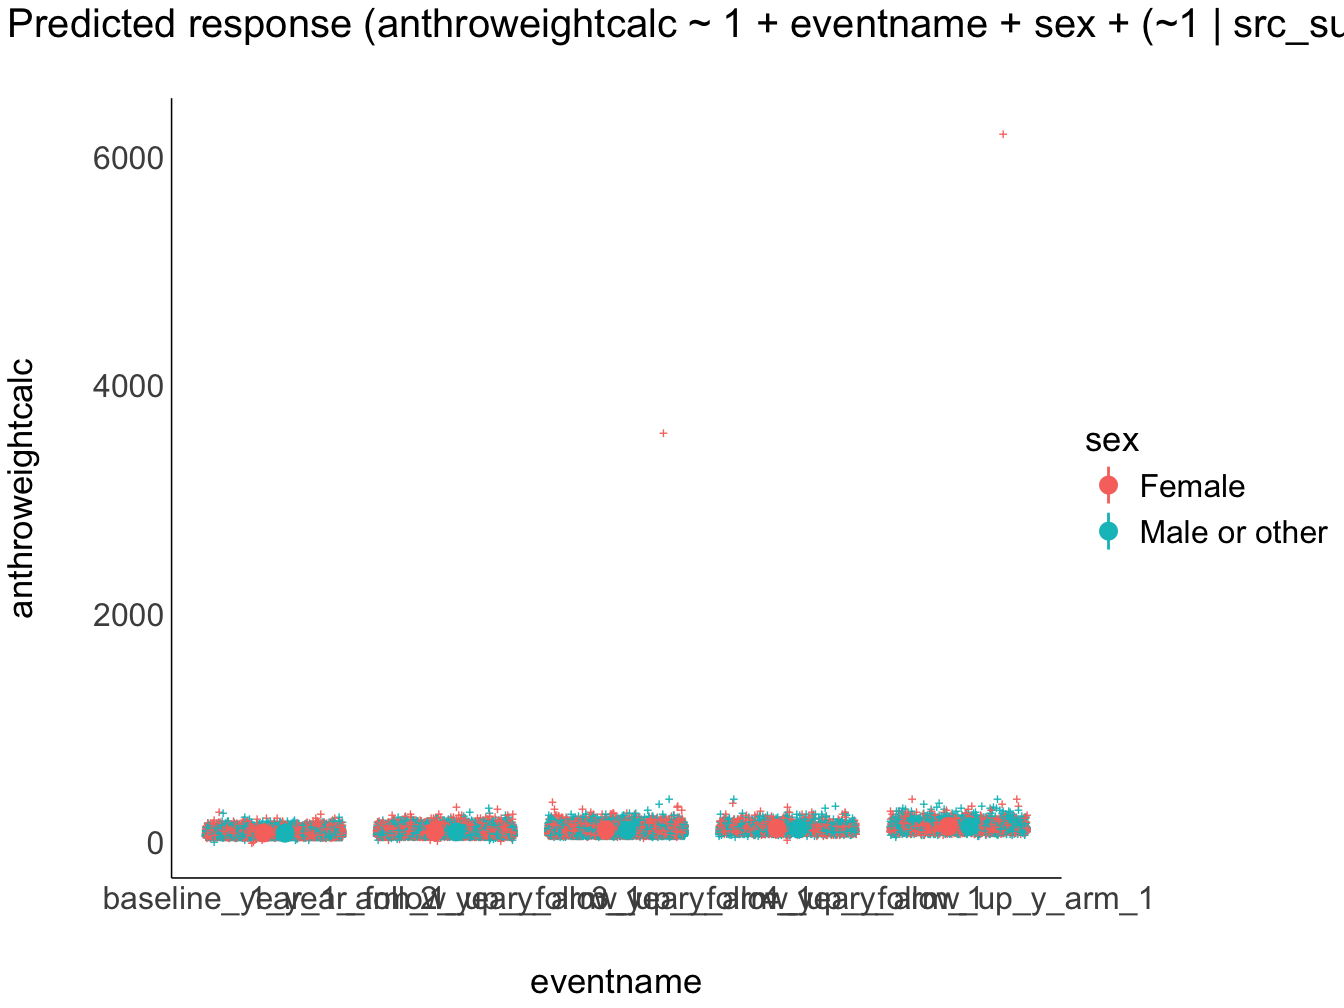 Predicted response (anthroweightcalc ~ 1 + eventname + sex + (~1 | src_su
6000
4000
2000
0
anthroweightcalc
sex
Female
Male or other
eventname